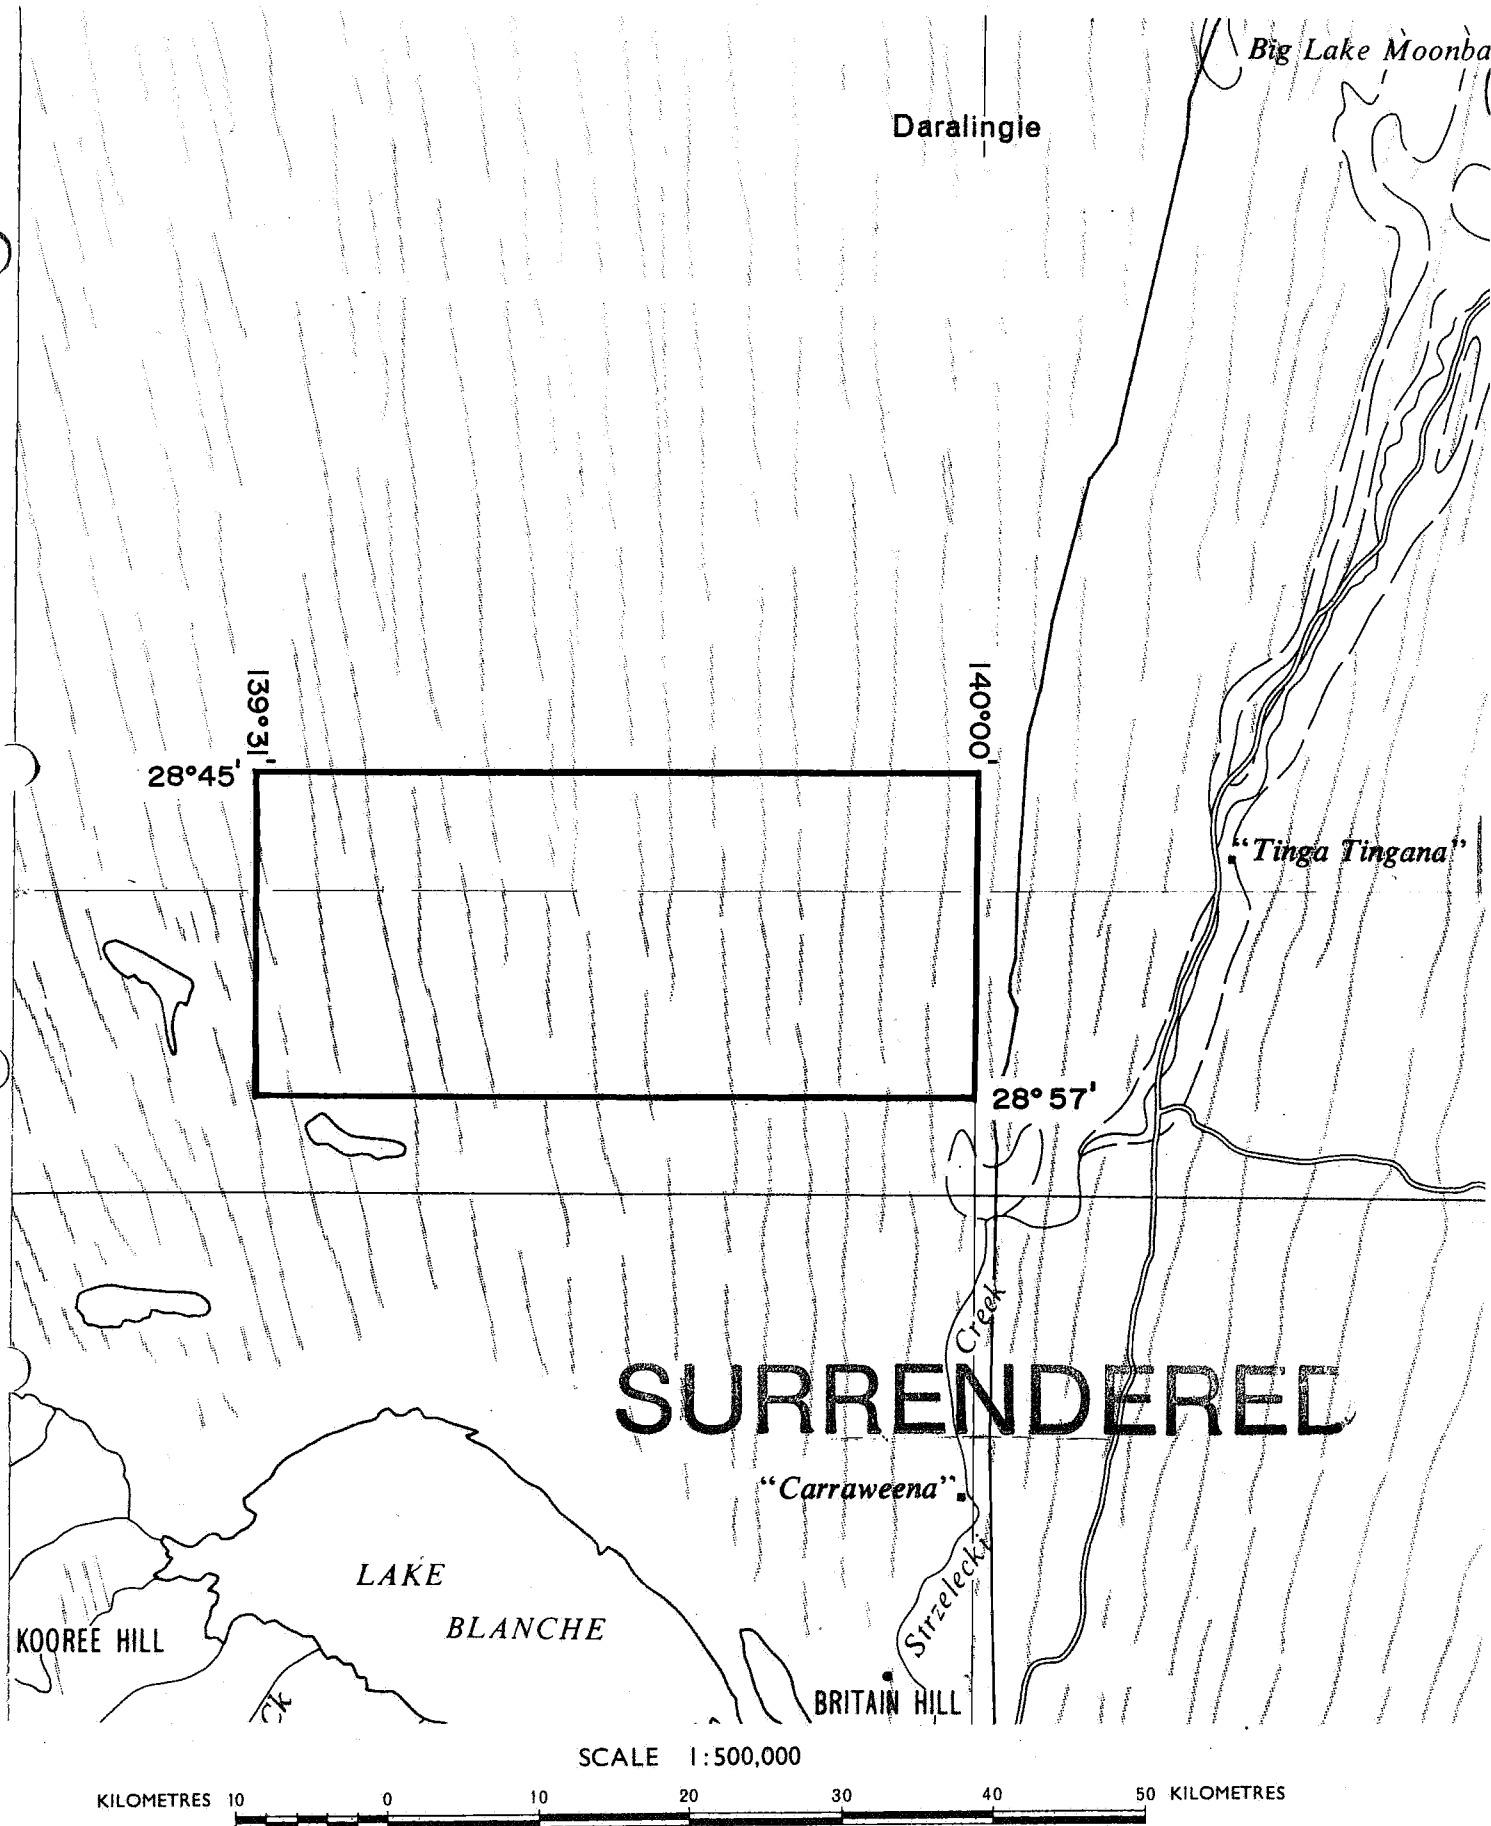 Big Lake Moonba
Daralingie
139°31'
140°00'
28°45'
"Tinga Tingana"
28°57'
Creek
SURRENDERED
"Carraweena"
LAKE
BLANCHE
Strzelecki
KOOREE HILL
Ck
BRITAIN HILL
SCALE 1:500,000
KILOMETRES 10 0 10 20 30 40 50 KILOMETRES